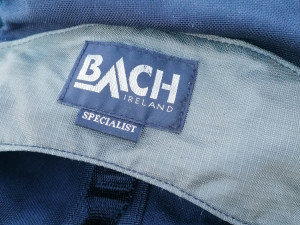 BACH
IRELAND
SPECIALIST